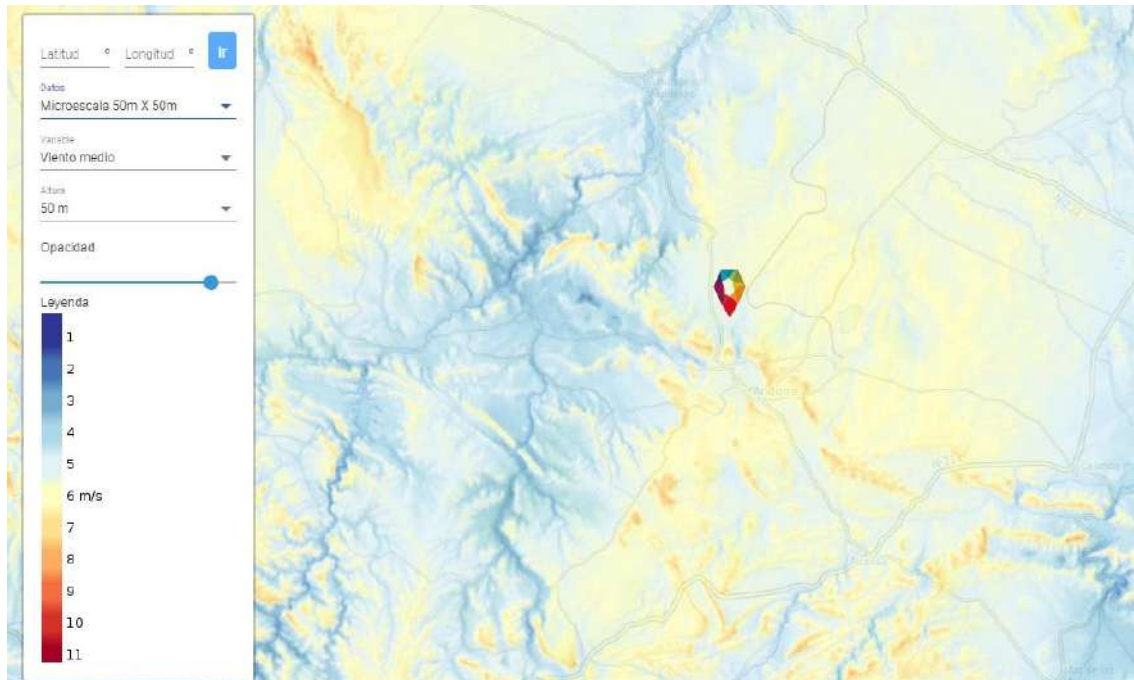 Latitud ° Longitud ° Ir
Datos
Microescala 50m X 50m
Variable
Viento medio
Altura
50 m
Opacidad
Leyenda
1
2
3
4
5
6 m/s
7
8
9
10
11
Andorra